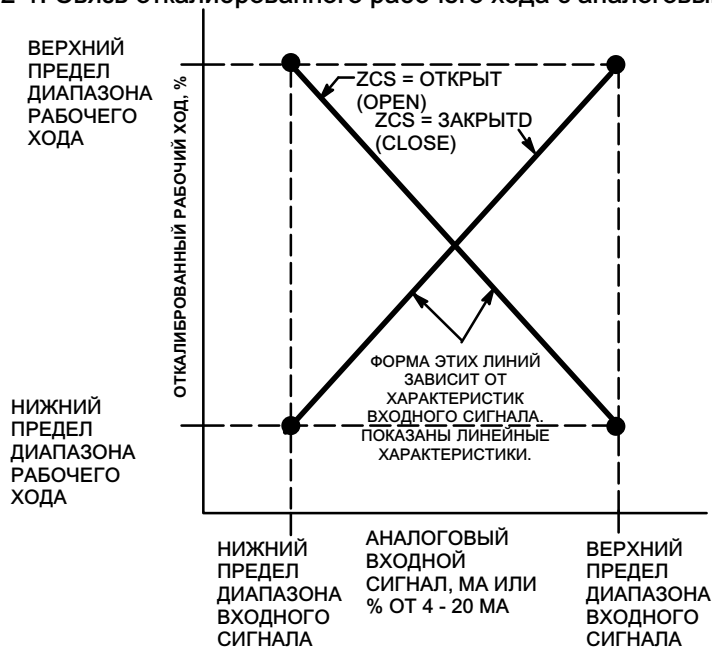 2-1. Связь откалиброванного рабочего хода с аналоговы
ВЕРХНИЙ
ПРЕДЕЛ
ДИАПАЗОНА
РАБОЧЕГО
ХОДА
ОТКАЛИБРОВАННЫЙ РАБОЧИЙ ХОД, %
ZCS = ОТКРЫТ
(OPEN)
ZCS = ЗАКРЫТD
(CLOSE)
ФОРМА ЭТИХ ЛИНИЙ
ЗАВИСИТ ОТ
ХАРАКТЕРИСТИК
ВХОДНОГО СИГНАЛА.
ПОКАЗАНЫ ЛИНЕЙНЫЕ
ХАРАКТЕРИСТИКИ.
НИЖНИЙ
ПРЕДЕЛ
ДИАПАЗОНА
РАБОЧЕГО
ХОДА
НИЖНИЙ
ПРЕДЕЛ
ДИАПАЗОНА
ВХОДНОГО
СИГНАЛА
АНАЛОГОВЫЙ
ВХОДНОЙ
СИГНАЛ, МА ИЛИ
% ОТ 4 - 20 МА
ВЕРХНИЙ
ПРЕДЕЛ
ДИАПАЗОНА
ВХОДНОГО
СИГНАЛА